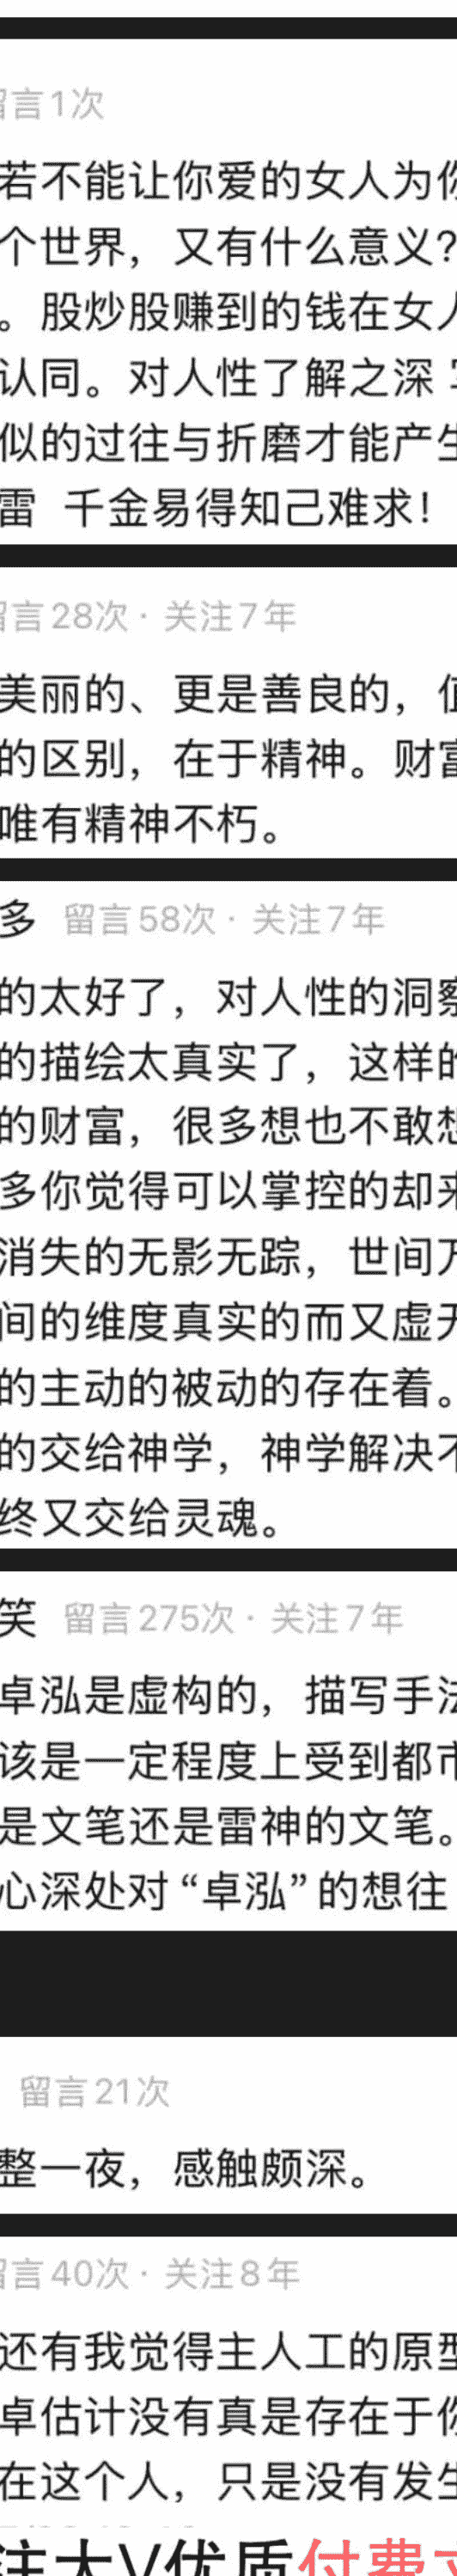 留言1次
若不能让你爱的女人为你
个世界，又有什么意义？
。股炒股赚到的钱在女人
认同。对人性了解之深
似的过往与折磨才能产生
雷 千金易得知己难求！
留言28次 · 关注7年
美丽的、更是善良的，值
的区别，在于精神。财富
唯有精神不朽。
多 留言58次 · 关注7年
的太好了，对人性的洞察
的描绘太真实了，这样的
的财富，很多想也不敢想
多你觉得可以掌控的却来
消失的无影无踪，世间万
间的维度真实的而又虚无
的主动的被动的存在着。
的交给神学，神学解决不
终又交给灵魂。
笑 留言275次 · 关注7年
卓泓是虚构的，描写手法
该是一定程度上受到都市
是文笔还是雷神的文笔。
心深处对“卓泓”的想往
留言21次
整一夜，感触颇深。
留言40次 · 关注8年
还有我觉得主人工的原型
卓估计没有真是存在于你
在这个人，只是没有发生
注大V优质付费文